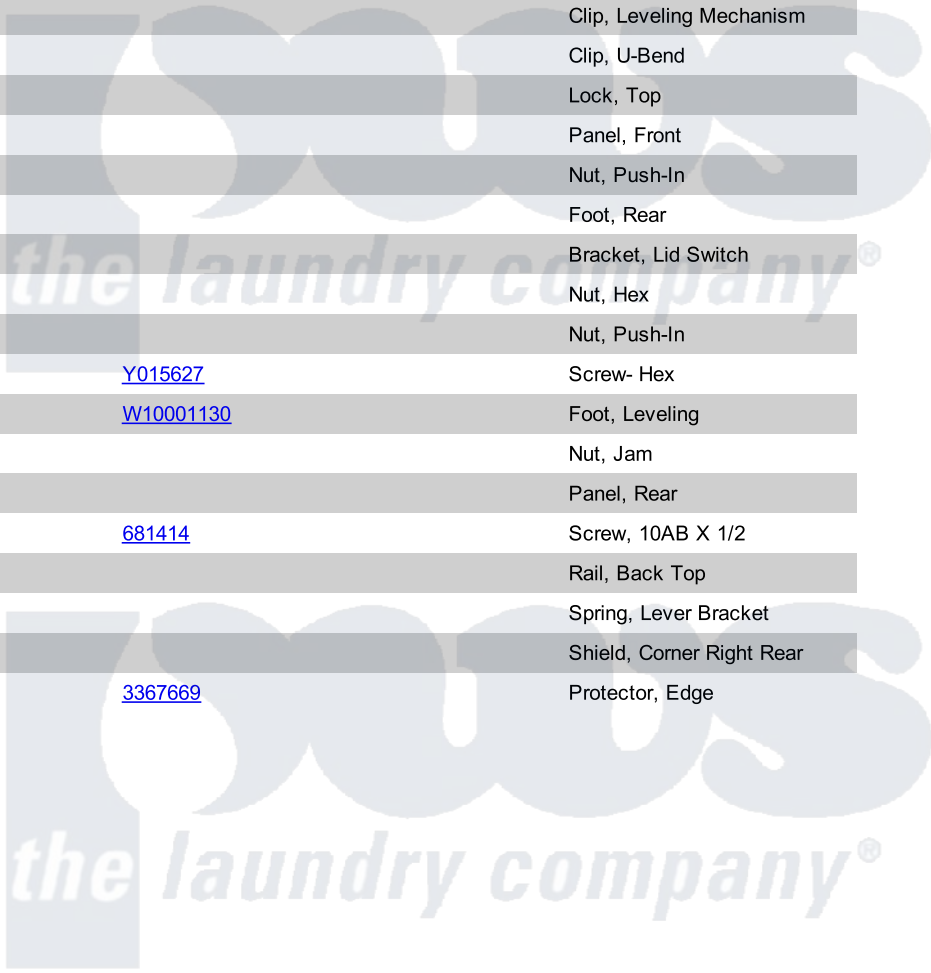 Clip, Leveling Mechanism
Clip, U-Bend
Lock, Top
Panel, Front
Nut, Push-In
Foot, Rear
Bracket, Lid Switch
Nut, Hex
Nut, Push-In
Y015627 Screw- Hex
W10001130 Foot, Leveling
Nut, Jam
Panel, Rear
681414 Screw, 10AB X 1/2
Rail, Back Top
Spring, Lever Bracket
Shield, Corner Right Rear
3367669 Protector, Edge
pws
the laundry company®
pws
the laundry company®